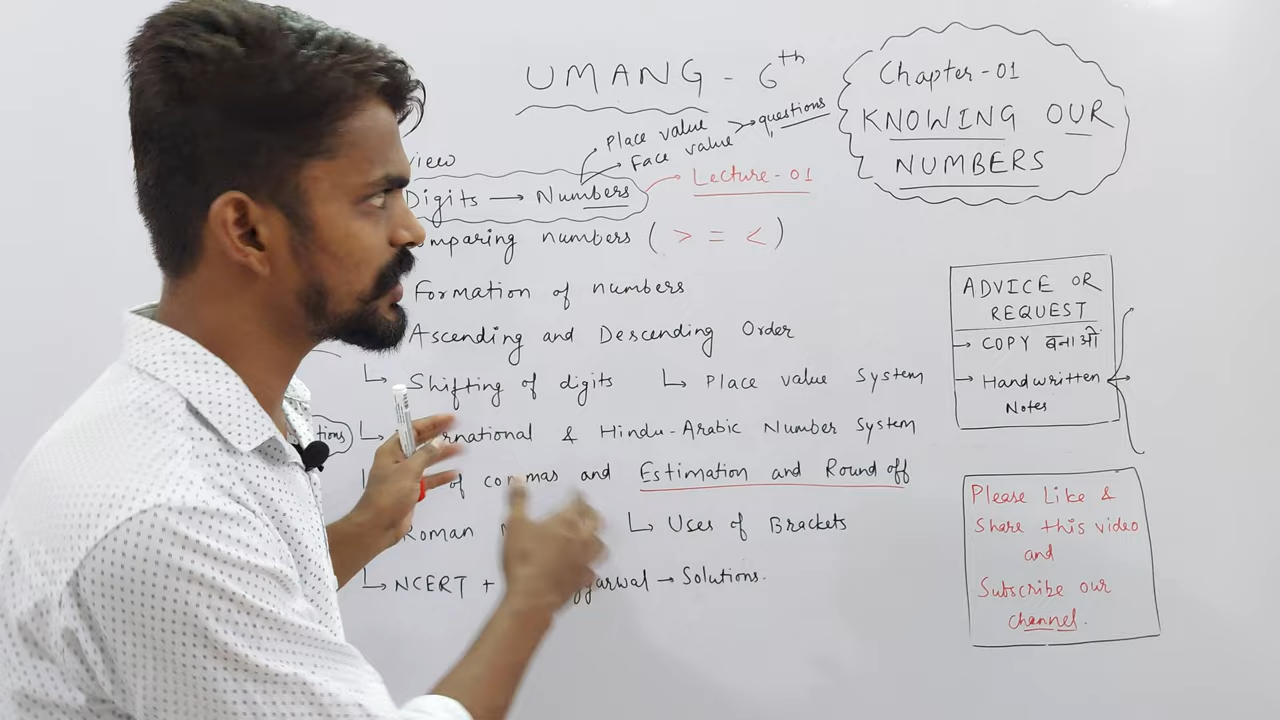 UMANG - 6th
Chapter-01
KNOWING OUR
NUMBERS
Place value
Face value
questions
view
Digits → Numbers
Lecture-01
mparing numbers ( > = < )
Formation of numbers
Ascending and Descending Order
Shifting of digits
Place value System
rnational & Hindu-Arabic Number System
tions
of commas and Estimation and Round off
Roman
Uses of Brackets
NCERT + garwal → Solutions.
ADVICE OR
REQUEST
→ COPY बनाओ
→ Handwritten
Notes
Please Like &
Share this video
and
Subscribe our
channel.